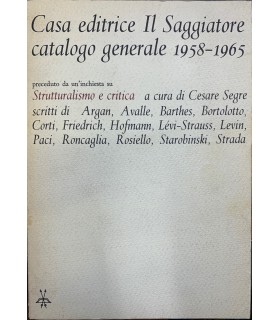 Casa editrice Il Saggiatore
catalogo generale 1958-1965
preceduto da un'inchiesta su
Strutturalismo e critica a cura di Cesare Segre
scritti di Argan, Avalle, Barthes, Bortolotto,
Corti, Friedrich, Hofmann, Lévi-Strauss, Levin,
Paci, Roncaglia, Rosiello, Starobinski, Strada